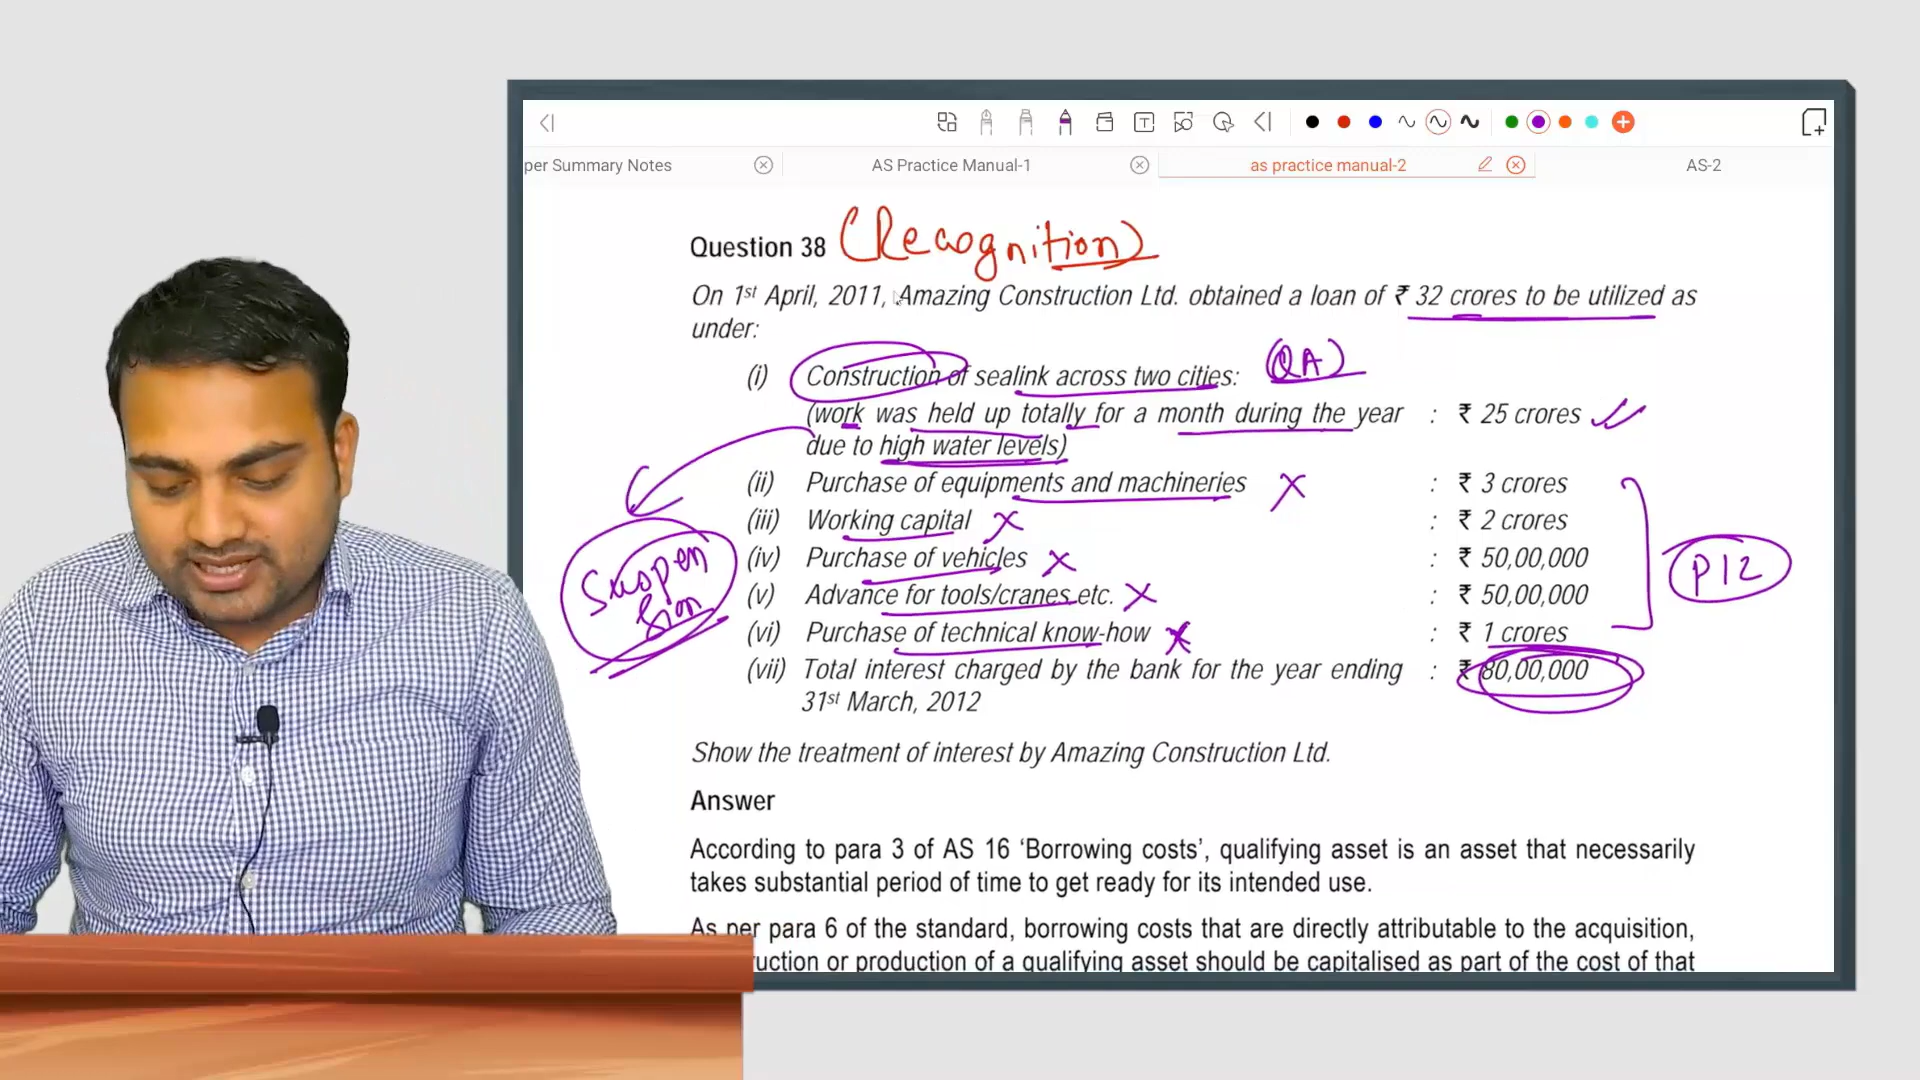 per Summary Notes
AS Practice Manual-1
as practice manual-2
AS-2
Question 38 (Recognition)
On 1st April, 2011, Amazing Construction Ltd. obtained a loan of ₹ 32 crores to be utilized as
under:
(i) Construction of sealink across two cities: (QA)
(work was held up totally for a month during the year : ₹ 25 crores
due to high water levels)
(ii) Purchase of equipments and machineries : ₹ 3 crores
(iii) Working capital : ₹ 2 crores
(iv) Purchase of vehicles : ₹ 50,00,000
(v) Advance for tools/cranes etc. : ₹ 50,00,000
(vi) Purchase of technical know-how : ₹ 1 crores
(vii) Total interest charged by the bank for the year ending : ₹ 80,00,000
31st March, 2012
Suspen
sion
P12
Show the treatment of interest by Amazing Construction Ltd.
Answer
According to para 3 of AS 16 ‘Borrowing costs’, qualifying asset is an asset that necessarily
takes substantial period of time to get ready for its intended use.
As per para 6 of the standard, borrowing costs that are directly attributable to the acquisition,
uction or production of a qualifying asset should be capitalised as part of the cost of that